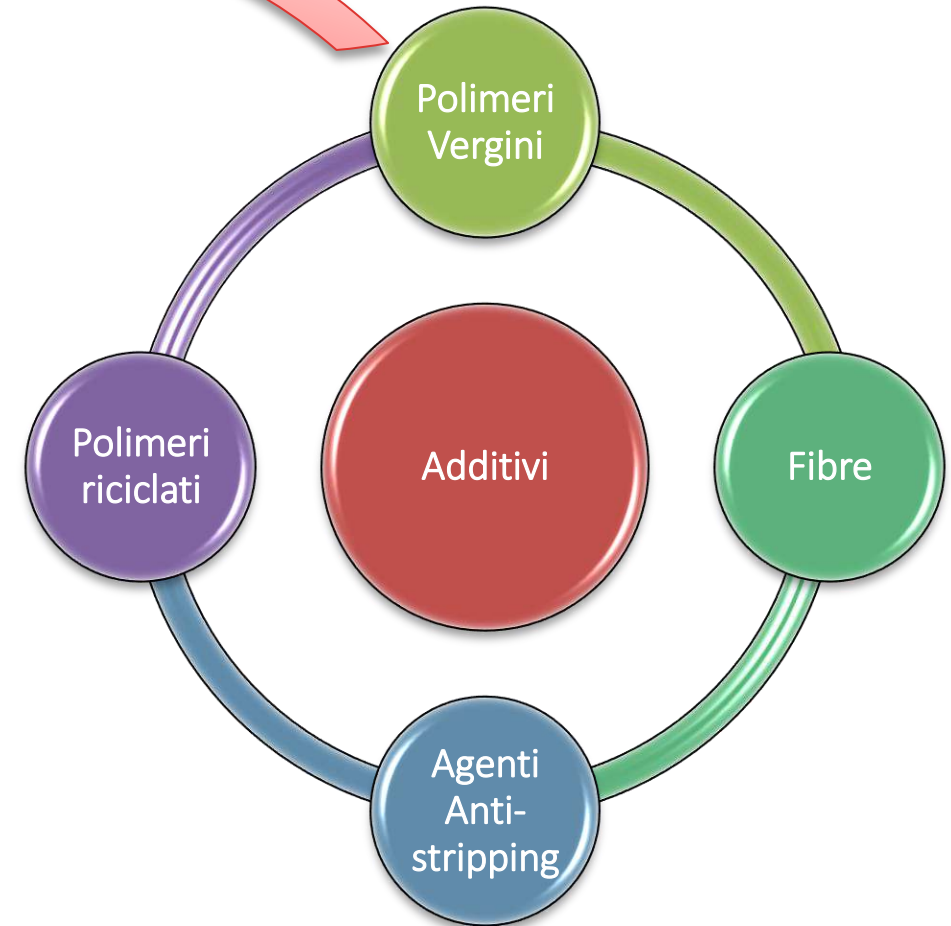 Polimeri
Vergini
Polimeri
riciclati
Additivi
Fibre
Agenti
Anti-
stripping